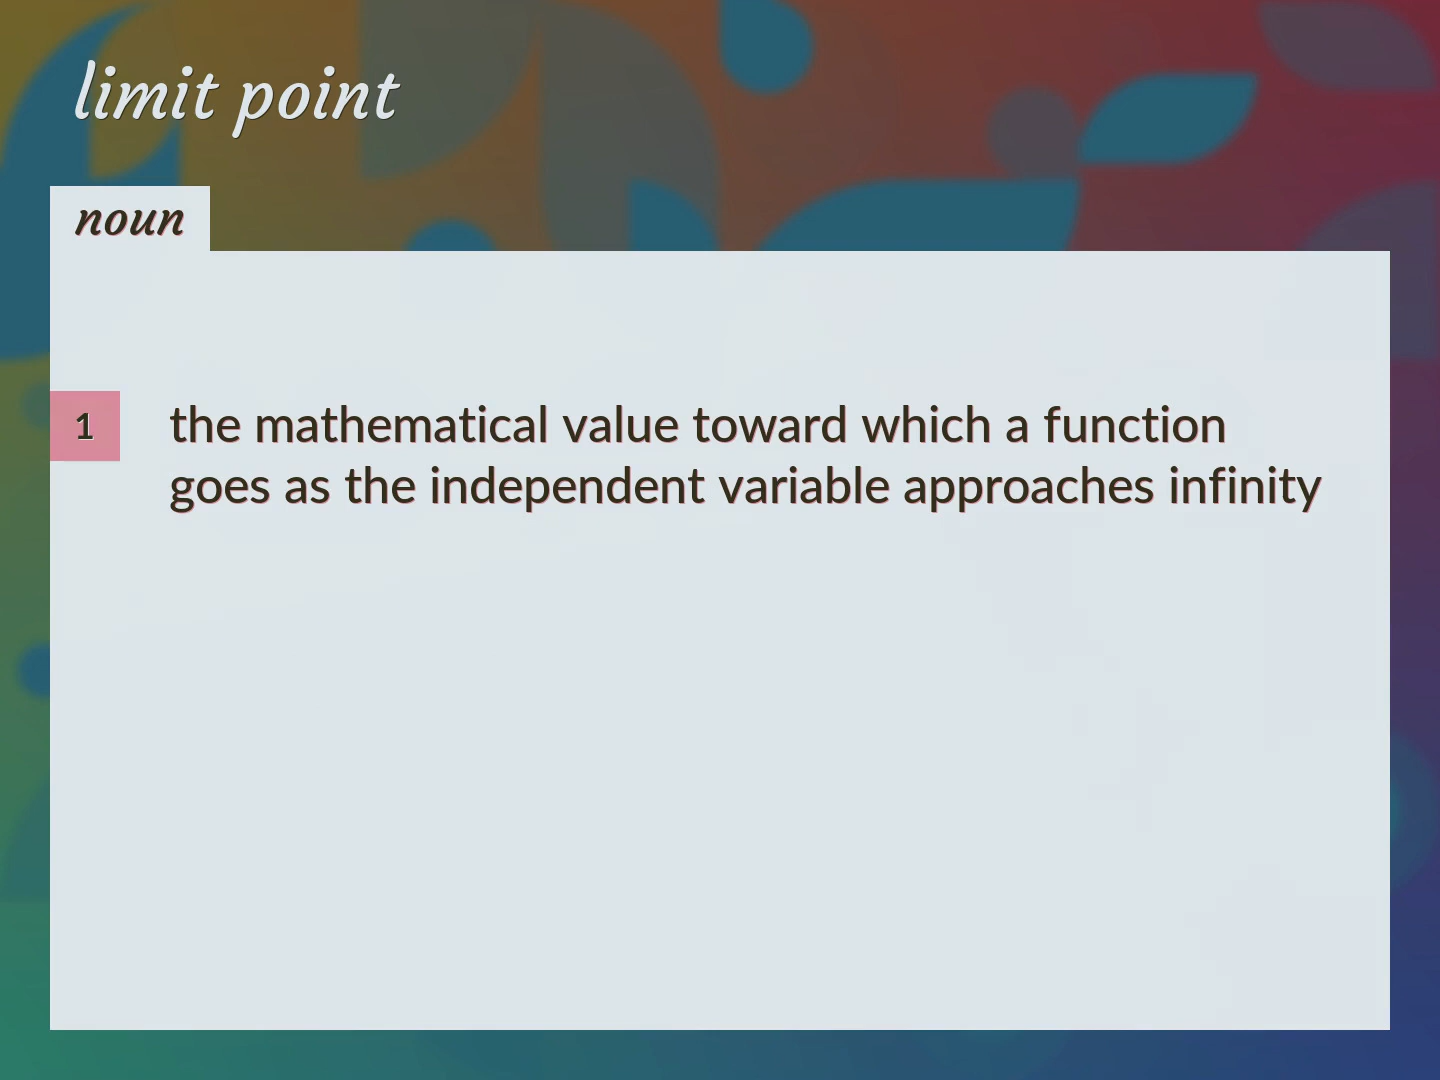 limit point
noun
1
the mathematical value toward which a function
goes as the independent variable approaches infinity